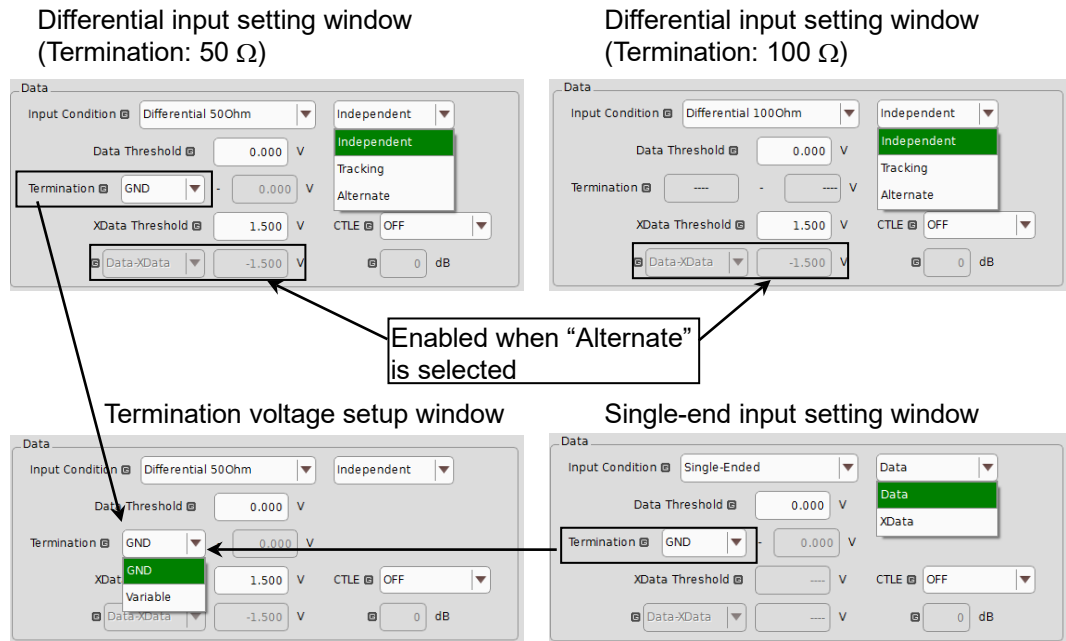 Differential input setting window
(Termination: 50 Ω)
Data
Input Condition G Differential 50Ohm Independent
Independent
Tracking
Alternate
Data Threshold G 0.000 V
Termination G GND - 0.000 V
XData Threshold G 1.500 V CTLE G OFF
G Data-XData -1.500 V G 0 dB
Differential input setting window
(Termination: 100 Ω)
Data
Input Condition G Differential 100Ohm Independent
Independent
Tracking
Alternate
Data Threshold G 0.000 V
Termination G ---- - ---- V
XData Threshold G 1.500 V CTLE G OFF
G Data-XData -1.500 V G 0 dB
Enabled when “Alternate”
is selected
Termination voltage setup window
Data
Input Condition G Differential 50Ohm Independent
Data Threshold G 0.000 V
Termination G GND 0.000 V
GND
Variable
XDat 1.500 V CTLE G OFF
G Data-XData -1.500 V G 0 dB
Single-end input setting window
Data
Input Condition G Single-Ended Data
Data
XData
Data Threshold G 0.000 V
Termination G GND - 0.000 V
XData Threshold G ---- V CTLE G OFF
G Data-XData ---- V G 0 dB